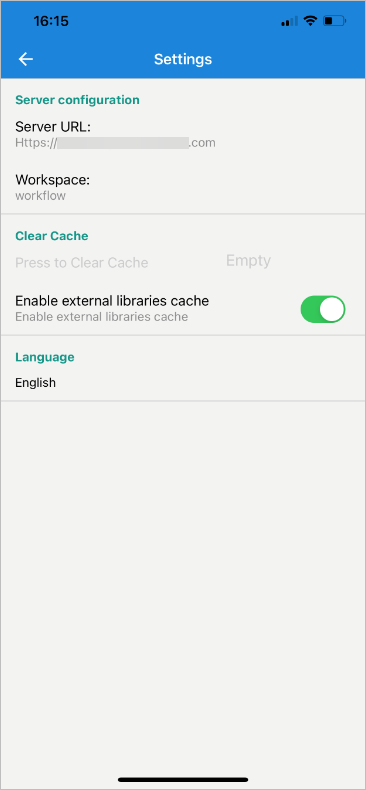 16:15
Settings
Server configuration
Server URL:
Https:// .com
Workspace:
workflow
Clear Cache
Press to Clear Cache Empty
Enable external libraries cache
Enable external libraries cache
Language
English